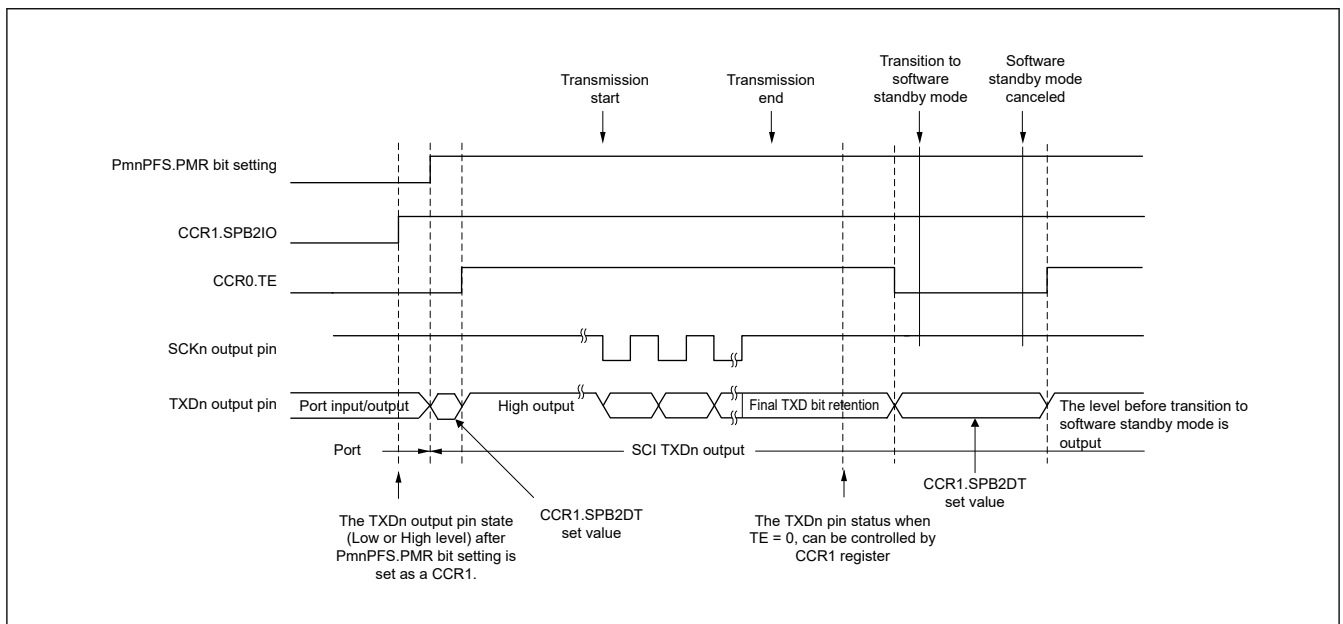 Transition to
software
standby mode
Software
standby mode
canceled
Transmission
start
Transmission
end
PmnPFS.PMR bit setting
CCR1.SPB2IO
CCR0.TE
SCKn output pin
TXDn output pin
Port input/output
High output
Final TXD bit retention
The level before transition to
software standby mode is
output
Port
SCI TXDn output
CCR1.SPB2DT
set value
CCR1.SPB2DT
set value
The TXDn output pin state
(Low or High level) after
PmnPFS.PMR bit setting is
set as a CCR1.
The TXDn pin status when
TE = 0, can be controlled by
CCR1 register